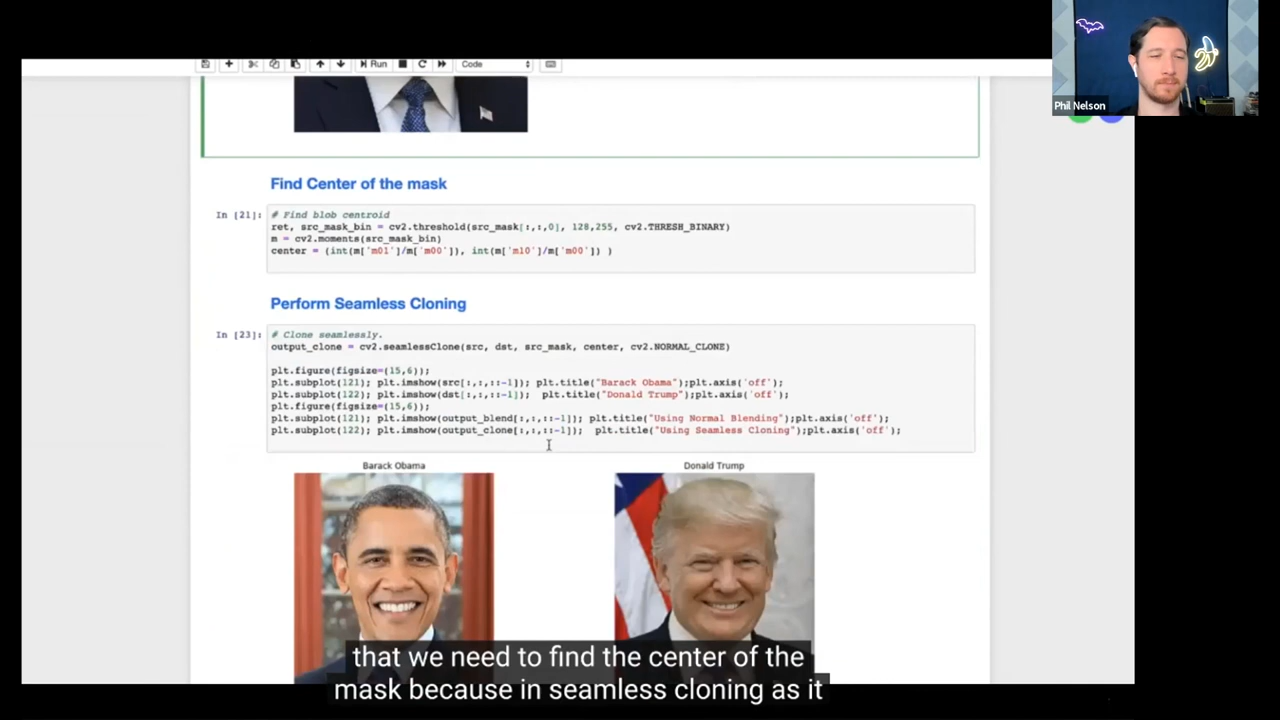 Run
Code
Phil Nelson
Find Center of the mask
In [21]:
# Find blob centroid
ret, src_mask_bin = cv2.threshold(src_mask[:,:,0], 128,255, cv2.THRESH_BINARY)
m = cv2.moments(src_mask_bin)
center = (int(m['m01']/m['m00']), int(m['m10']/m['m00']) )
Perform Seamless Cloning
In [23]:
# Clone seamlessly.
output_clone = cv2.seamlessClone(src, dst, src_mask, center, cv2.NORMAL_CLONE)
plt.figure(figsize=(15,6));
plt.subplot(121); plt.imshow(src[:,:,::-1]); plt.title("Barack Obama");plt.axis('off');
plt.subplot(122); plt.imshow(dst[:,:,::-1]); plt.title("Donald Trump");plt.axis('off');
plt.figure(figsize=(15,6));
plt.subplot(121); plt.imshow(output_blend[:,:,::-1]); plt.title("Using Normal Blending");plt.axis('off');
plt.subplot(122); plt.imshow(output_clone[:,:,::-1]); plt.title("Using Seamless Cloning");plt.axis('off');
Barack Obama
Donald Trump
that we need to find the center of the
mask because in seamless cloning as it